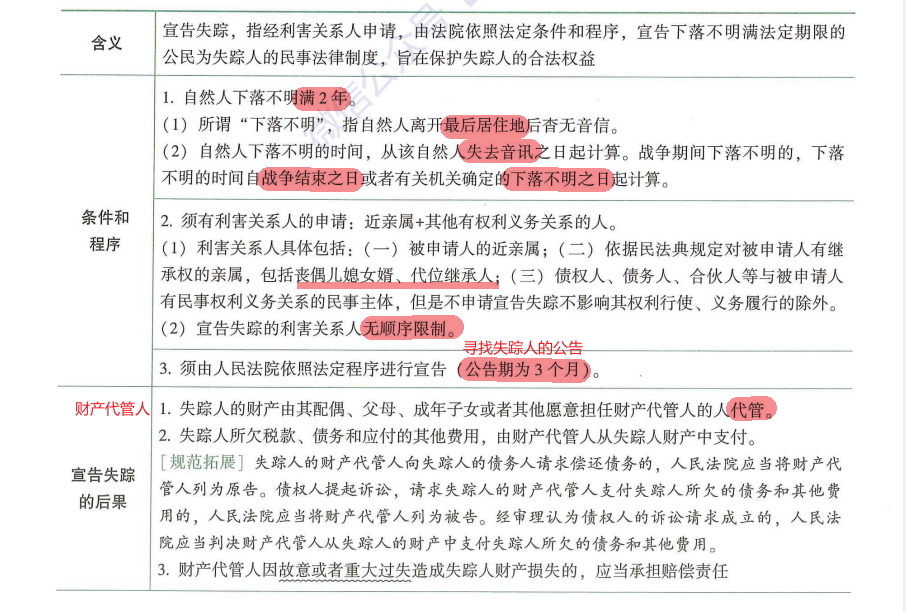 含义
宣告失踪，指经利害关系人申请，由法院依照法定条件和程序，宣告下落不明满法定期限的
公民为失踪人的民事法律制度，旨在保护失踪人的合法权益
条件和
程序
1. 自然人下落不明满2年。
（1）所谓“下落不明”，指自然人离开最后居住地后杳无音信。
（2）自然人下落不明的时间，从该自然人失去音讯之日起计算。战争期间下落不明的，下落
不明的时间自战争结束之日或者有关机关确定的下落不明之日起计算。
2. 须有利害关系人的申请：近亲属+其他有权利义务关系的人。
（1）利害关系人具体包括：（一）被申请人的近亲属；（二）依据民法典规定对被申请人有继
承权的亲属，包括丧偶儿媳女婿、代位继承人；（三）债权人、债务人、合伙人等与被申请人
有民事权利义务关系的民事主体，但是不申请宣告失踪不影响其权利行使、义务履行的除外。
（2）宣告失踪的利害关系人无顺序限制。
寻找失踪人的公告
3. 须由人民法院依照法定程序进行宣告（公告期为3个月）。
财产代管人
宣告失踪
的后果
1. 失踪人的财产由其配偶、父母、成年子女或者其他愿意担任财产代管人的人代管。
2. 失踪人所欠税款、债务和应付的其他费用，由财产代管人从失踪人财产中支付。
［规范拓展］失踪人的财产代管人向失踪人的债务人请求偿还债务的，人民法院应当将财产代
管人列为原告。债权人提起诉讼，请求失踪人的财产代管人支付失踪人所欠的债务和其他费
用的，人民法院应当将财产代管人列为被告。经审理认为债权人的诉讼请求成立的，人民法
院应当判决财产代管人从失踪人的财产中支付失踪人所欠的债务和其他费用。
3. 财产代管人因故意或者重大过失造成失踪人财产损失的，应当承担赔偿责任
微信公众号